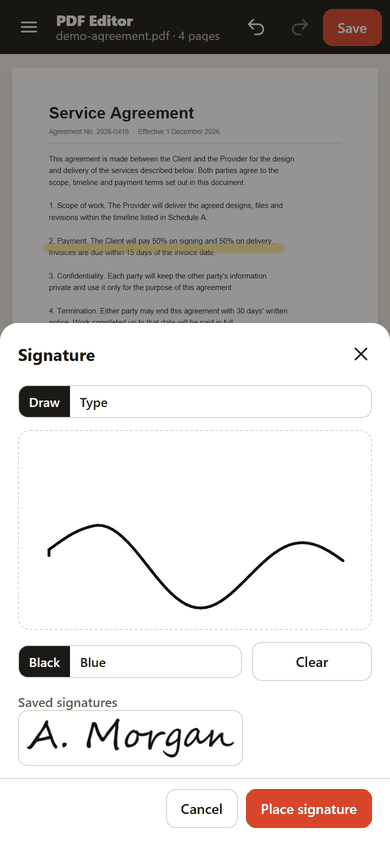 PDF Editor
demo-agreement.pdf · 4 pages
Save
Service Agreement
Agreement No. 2026-0418 · Effective 1 December 2026
This agreement is made between the Client and the Provider for the design
and delivery of the services described below. Both parties agree to the
scope, timeline and payment terms set out in this document.
1. Scope of work. The Provider will deliver the agreed designs, files and
revisions within the timeline listed in Schedule A.
2. Payment. The Client will pay 50% on signing and 50% on delivery.
Invoices are due within 15 days of the invoice date.
3. Confidentiality. Each party will keep the other party's information
private and use it only for the purpose of this agreement.
4. Termination. Either party may end this agreement with 30 days' written
notice. Work completed up to that date will be paid in full.
Signature
Draw Type
Black Blue Clear
Saved signatures
A. Morgan
Cancel Place signature